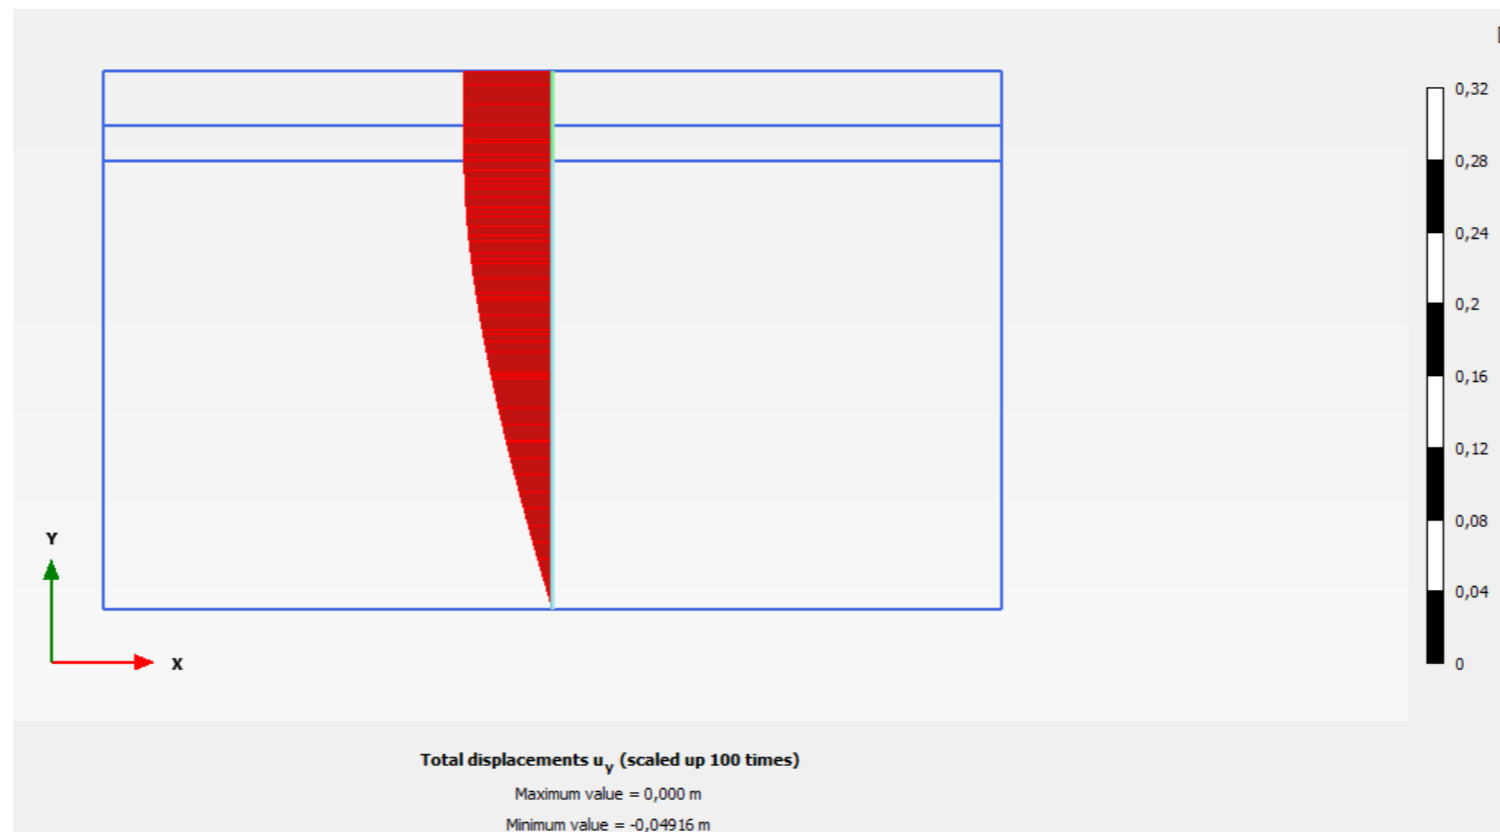 [
0,32
0,28
0,24
0,2
0,16
0,12
0,08
0,04
0
Y
X
Total displacements uy (scaled up 100 times)
Maximum value = 0,000 m
Minimum value = -0,04916 m